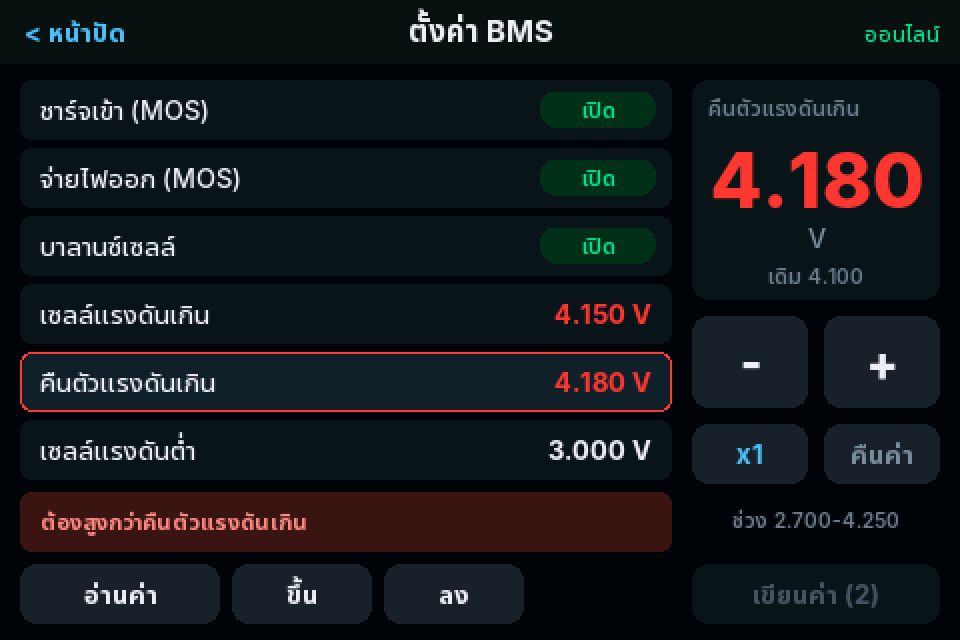 < หน้าปัด
ตั้งค่า BMS
ออนไลน์
ชาร์จเข้า (MOS)
เปิด
จ่ายไฟออก (MOS)
เปิด
บาลานซ์เซลล์
เปิด
เซลล์แรงดันเกิน
4.150 V
คืนตัวแรงดันเกิน
4.180 V
เซลล์แรงดันต่ำ
3.000 V
ต้องสูงกว่าคืนตัวแรงดันเกิน
อ่านค่า
ขึ้น
ลง
คืนตัวแรงดันเกิน
4.180
V
เดิม 4.100
-
+
x1
คืนค่า
ช่วง 2.700-4.250
เขียนค่า (2)